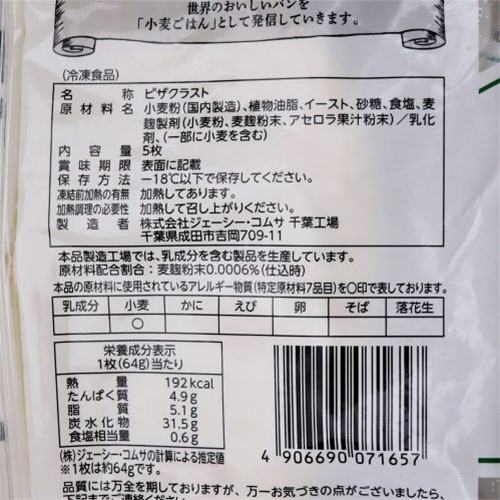 世界のおいしいパンを
「小麦ごはん」として発信していきます。
(冷凍食品)
名称 ピザクラスト
原材料名 小麦粉(国内製造)、植物油脂、イースト、砂糖、食塩、麦
麹製剤(小麦粉、麦麹粉末、アセロラ果汁粉末)/乳化
剤、(一部に小麦を含む)
内容量 5枚
賞味期限 表面に記載
保存方法 −18℃以下で保存してください。
凍結前加熱の有無 加熱してあります。
加熱調理の必要性 加熱して召し上がりください。
製造者 株式会社ジェーシー・コムサ 千葉工場
千葉県成田市吉岡709-11
本品製造工場では、乳成分を含む製品を生産しています。
原材料配合割合:麦麹粉末0.0006%(仕込時)
本品の原材料に使用されているアレルギー物質(特定原材料7品目)を〇印で表しております。
乳成分 小麦 かに えび 卵 そば 落花生
〇
栄養成分表示
1枚(64g)当たり
熱量 192kcal
たんぱく質 4.9g
脂質 5.1g
炭水化物 31.5g
食塩相当量 0.6g
(株)ジェーシー・コムサの計算による推定値
※1枚は約64gです。
4 906690 071657
品質には万全を期しておりますが、万一お気づきの点がございましたら、